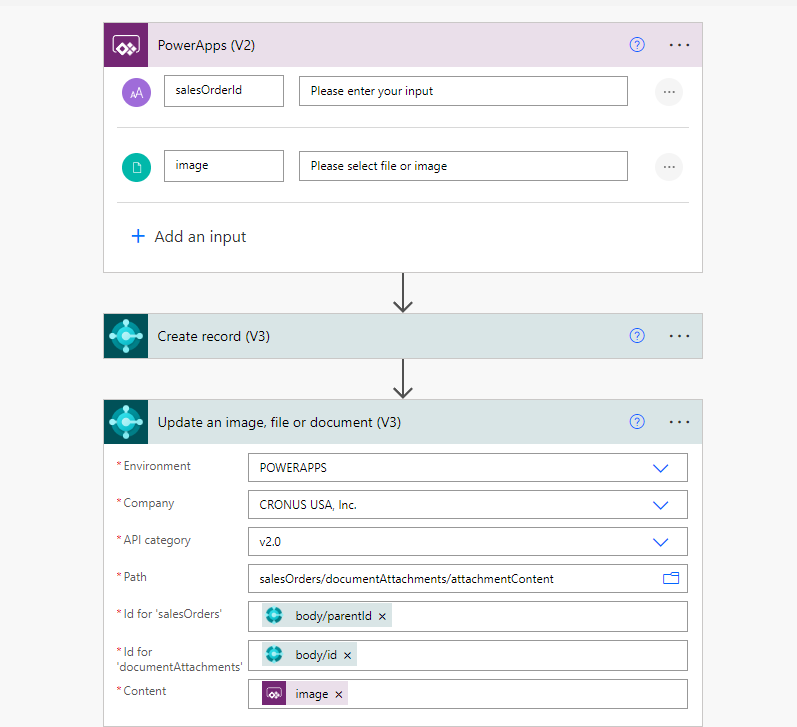 PowerApps (V2)
salesOrderId
Please enter your input
image
Please select file or image
+ Add an input
Create record (V3)
Update an image, file or document (V3)
* Environment
POWERAPPS
* Company
CRONUS USA, Inc.
* API category
v2.0
* Path
salesOrders/documentAttachments/attachmentContent
* Id for 'salesOrders'
body/parentId ×
* Id for
'documentAttachments'
body/id ×
* Content
image ×